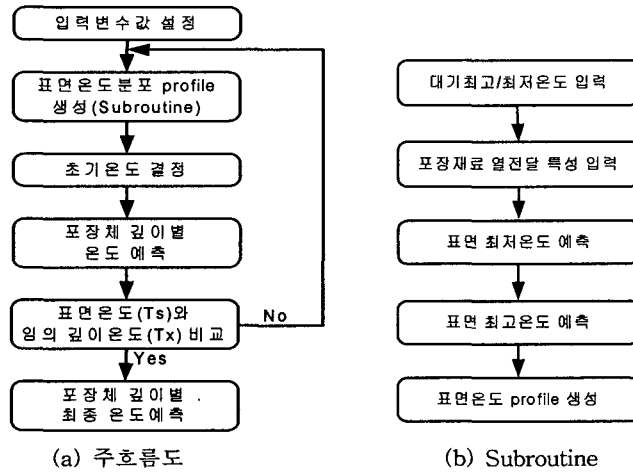 입력변수값 설정
표면온도분포 profile
생성(Subroutine)
초기온도 결정
포장체 깊이별
온도 예측
표면온도(Ts)와
임의 깊이온도(Tx) 비교
No
Yes
포장체 깊이별
최종 온도예측
(a) 주흐름도
대기최고/최저온도 입력
포장재료 열전달 특성 입력
표면 최저온도 예측
표면 최고온도 예측
표면온도 profile 생성
(b) Subroutine